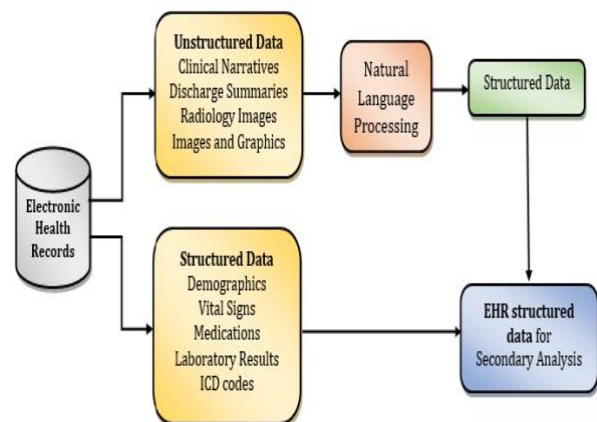 Electronic
Health
Records
Unstructured Data
Clinical Narratives
Discharge Summaries
Radiology Images
Images and Graphics
Natural
Language
Processing
Structured Data
Structured Data
Demographics
Vital Signs
Medications
Laboratory Results
ICD codes
EHR structured
data for
Secondary Analysis